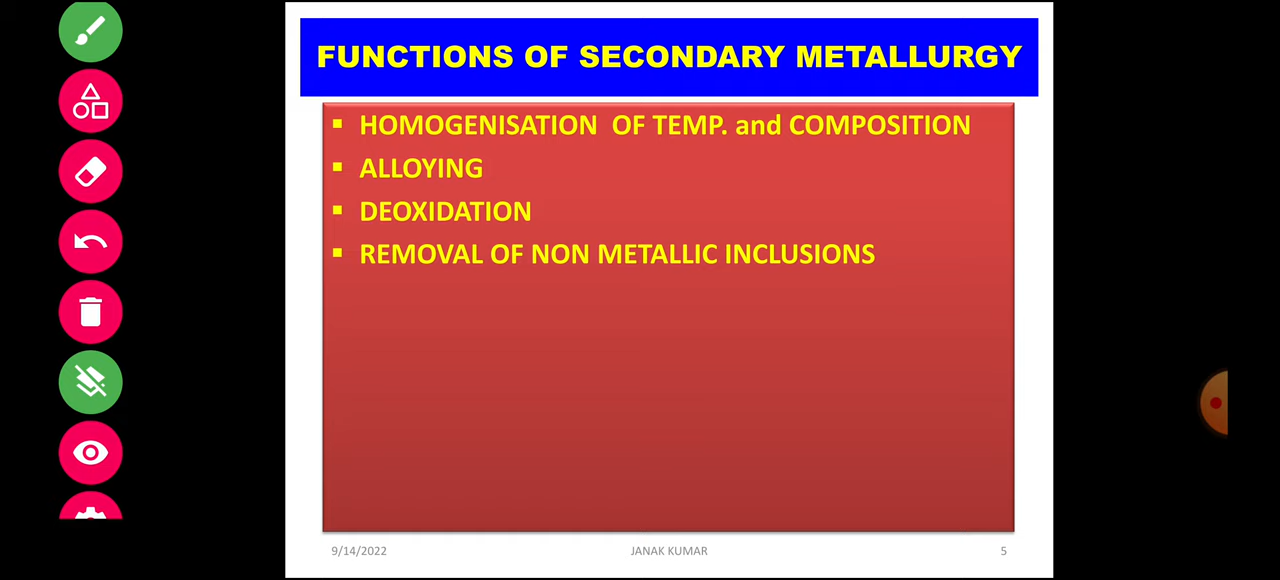 FUNCTIONS OF SECONDARY METALLURGY
▪ HOMOGENISATION OF TEMP. and COMPOSITION
▪ ALLOYING
▪ DEOXIDATION
▪ REMOVAL OF NON METALLIC INCLUSIONS
9/14/2022 JANAK KUMAR 5